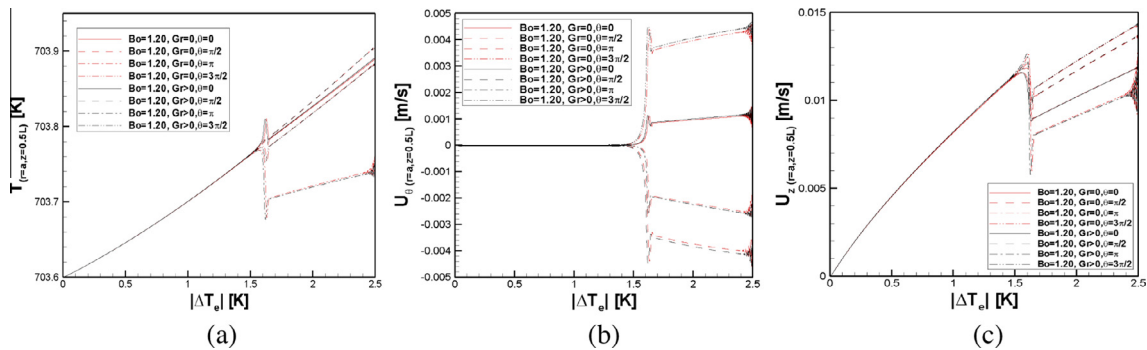 T(r=a,z=0.5L) [K]
703.9
703.8
703.7
703.6
0
0.5
1
1.5
2
2.5
|ΔTe| [K]
Bo=1.20, Gr=0,θ=0
Bo=1.20, Gr=0,θ=π/2
Bo=1.20, Gr=0,θ=π
Bo=1.20, Gr=0,θ=3π/2
Bo=1.20, Gr>0,θ=0
Bo=1.20, Gr>0,θ=π/2
Bo=1.20, Gr>0,θ=π
Bo=1.20, Gr>0,θ=3π/2
(a)
Uθ (r=a,z=0.5L) [m/s]
0.005
0.004
0.003
0.002
0.001
0
-0.001
-0.002
-0.003
-0.004
-0.005
0
0.5
1
1.5
2
2.5
|ΔTe| [K]
Bo=1.20, Gr=0,θ=0
Bo=1.20, Gr=0,θ=π/2
Bo=1.20, Gr=0,θ=π
Bo=1.20, Gr=0,θ=3π/2
Bo=1.20, Gr>0,θ=0
Bo=1.20, Gr>0,θ=π/2
Bo=1.20, Gr>0,θ=π
Bo=1.20, Gr>0,θ=3π/2
(b)
Uz (r=a,z=0.5L) [m/s]
0.015
0.01
0.005
0
0
0.5
1
1.5
2
2.5
|ΔTe| [K]
Bo=1.20, Gr=0,θ=0
Bo=1.20, Gr=0,θ=π/2
Bo=1.20, Gr=0,θ=π
Bo=1.20, Gr=0,θ=3π/2
Bo=1.20, Gr>0,θ=0
Bo=1.20, Gr>0,θ=π/2
Bo=1.20, Gr>0,θ=π
Bo=1.20, Gr>0,θ=3π/2
(c)